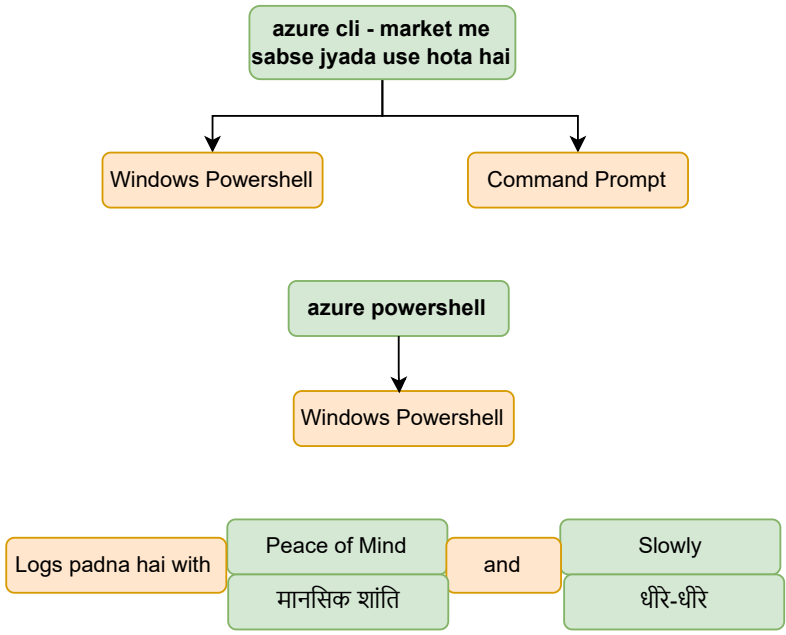 azure cli - market me
sabse jyada use hota hai
Windows Powershell
Command Prompt
azure powershell
Windows Powershell
Logs padna hai with
Peace of Mind
मानसिक शांति
and
Slowly
धीरे-धीरे